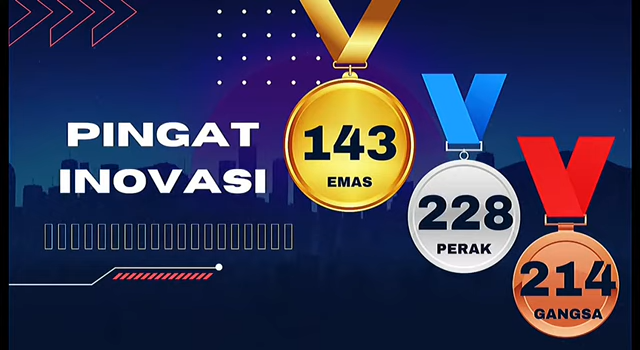 PINGAT
INOVASI
143
EMAS
228
PERAK
214
GANGSA